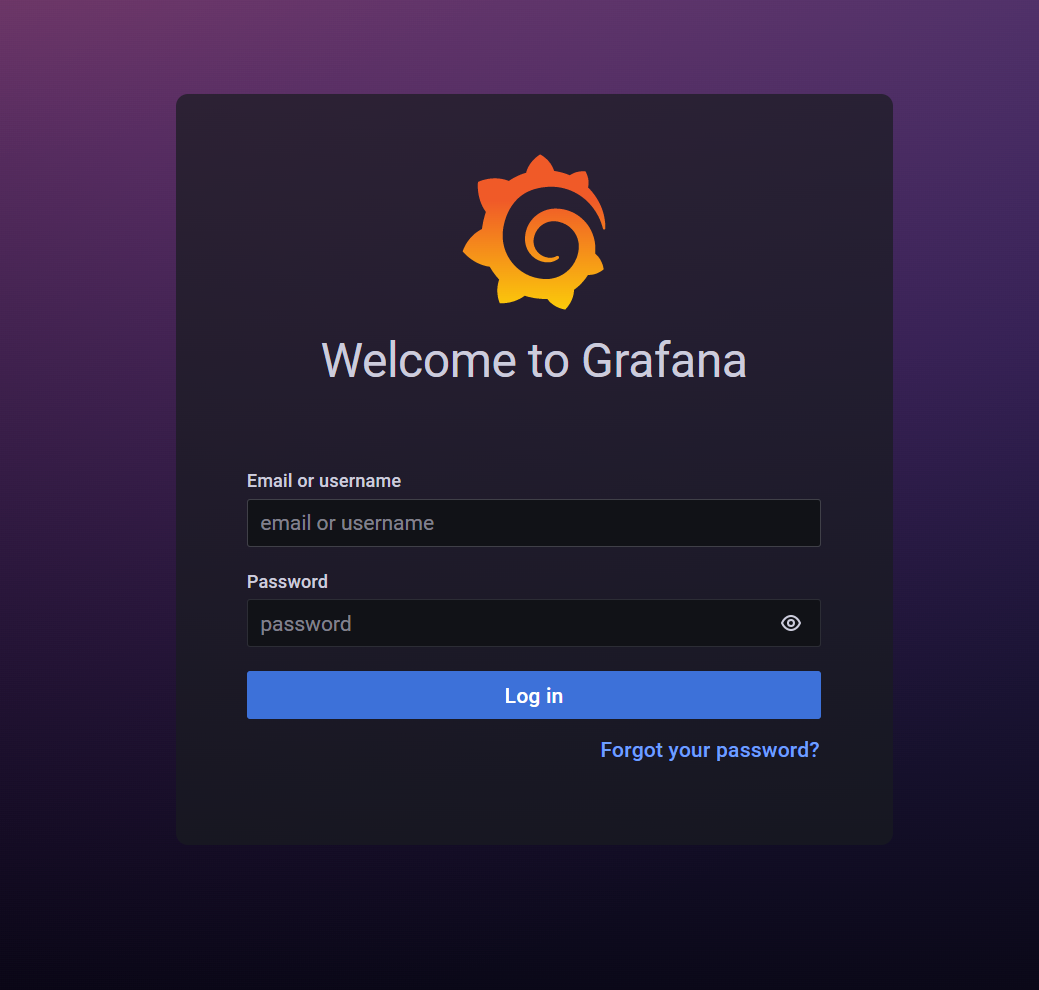 Welcome to Grafana
Email or username
email or username
Password
password
Log in
Forgot your password?